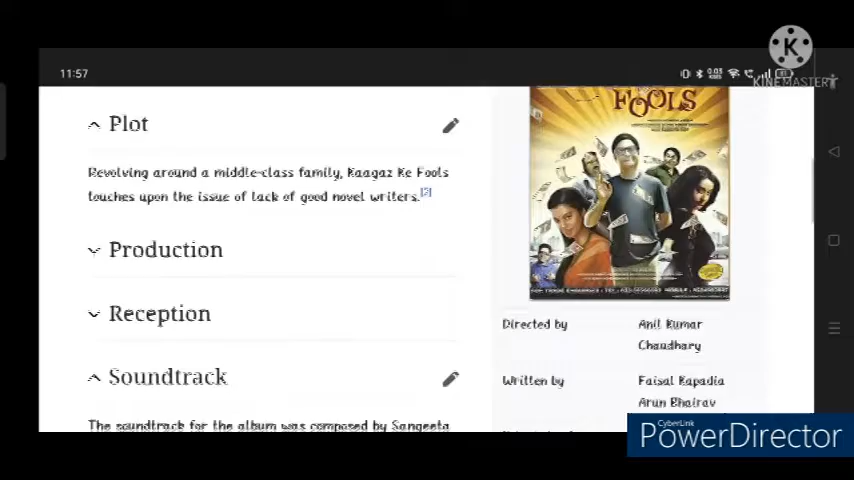 11:57
KINEMASTER
FOOLS
Plot
Revolving around a middle-class family, Kaagaz Ke Fools
touches upon the issue of lack of good novel writers.[2]
Production
Reception
Directed by
Anil Kumar
Chaudhary
Written by
Faisal Kapadia
Arun Bhairav
Soundtrack
The soundtrack for the album was composed by Sangeeta
CyberLink
PowerDirector